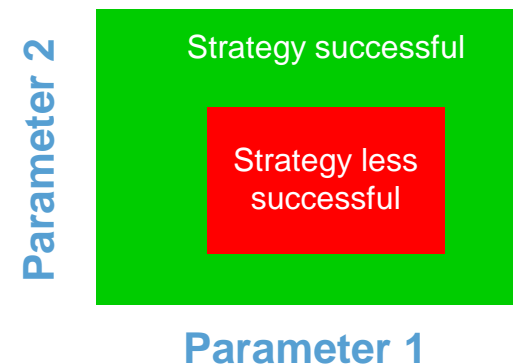 Parameter 2
Strategy successful
Strategy less
successful
Parameter 1